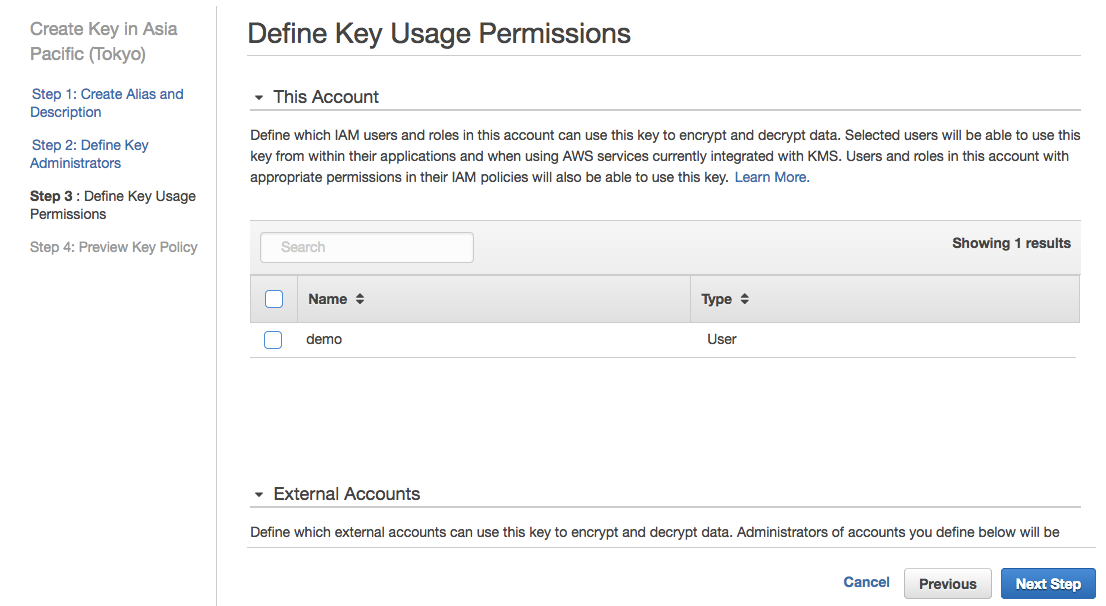 Create Key in Asia
Pacific (Tokyo)
Step 1: Create Alias and
Description
Step 2: Define Key
Administrators
Step 3 : Define Key Usage
Permissions
Step 4: Preview Key Policy
Define Key Usage Permissions
This Account
Define which IAM users and roles in this account can use this key to encrypt and decrypt data. Selected users will be able to use this
key from within their applications and when using AWS services currently integrated with KMS. Users and roles in this account with
appropriate permissions in their IAM policies will also be able to use this key. Learn More.
Search
Showing 1 results
Name Type
demo User
External Accounts
Define which external accounts can use this key to encrypt and decrypt data. Administrators of accounts you define below will be
Cancel Previous Next Step